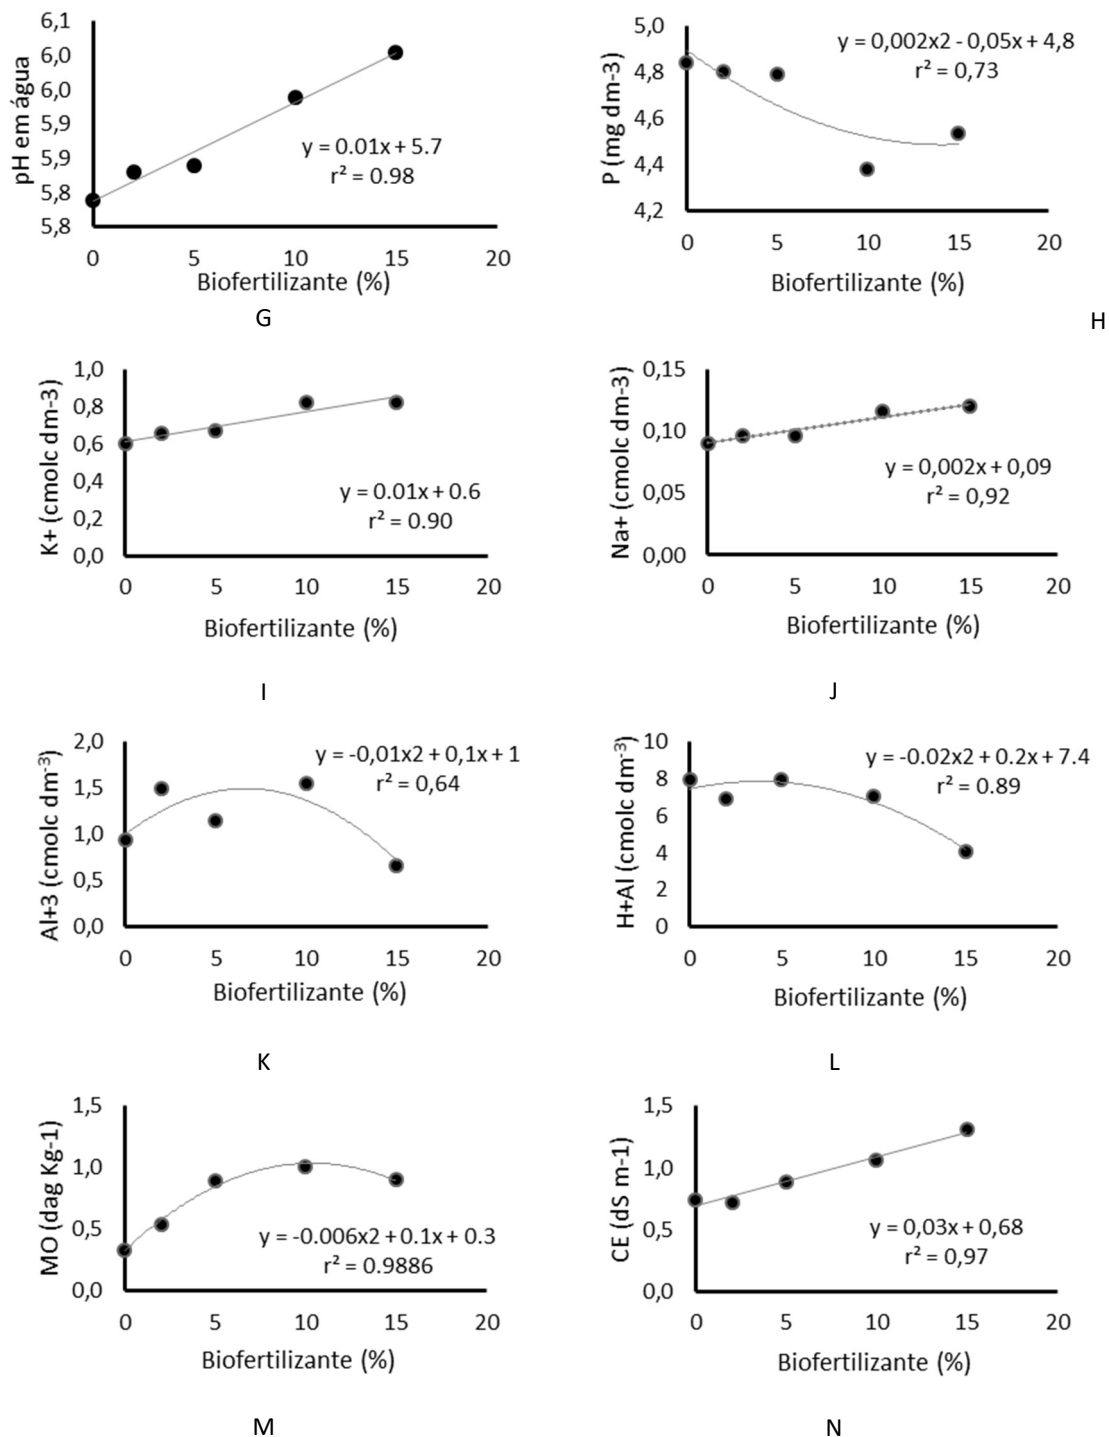 6,1
6,0
6,0
5,9
5,9
5,8
5,8
pH em água
y = 0.01x + 5.7
r² = 0.98
0 5 10 15 20
Biofertilizante (%)
G
5,0
4,8
4,6
4,4
4,2
P (mg dm-3)
y = 0,002x2 - 0,05x + 4,8
r² = 0,73
0 5 10 15 20
Biofertilizante (%)
H
1,0
0,8
0,6
0,4
0,2
0,0
K+ (cmolc dm-3)
y = 0.01x + 0.6
r² = 0.90
0 5 10 15 20
Biofertilizante (%)
I
0,15
0,10
0,05
0,00
Na+ (cmolc dm-3)
y = 0,002x + 0,09
r² = 0,92
0 5 10 15 20
Biofertilizante (%)
J
2,0
1,5
1,0
0,5
0,0
Al+3 (cmolc dm⁻³)
y = -0,01x2 + 0,1x + 1
r² = 0,64
0 5 10 15 20
Biofertilizante (%)
K
10
8
6
4
2
0
H+Al (cmolc dm⁻³)
y = -0.02x2 + 0.2x + 7.4
r² = 0.89
0 5 10 15 20
Biofertilizante (%)
L
1,5
1,0
0,5
0,0
MO (dag Kg-1)
y = -0.006x2 + 0.1x + 0.3
r² = 0.9886
0 5 10 15 20
Biofertilizante (%)
M
1,5
1,0
0,5
0,0
CE (dS m-1)
y = 0,03x + 0,68
r² = 0,97
0 5 10 15 20
Biofertilizante (%)
N